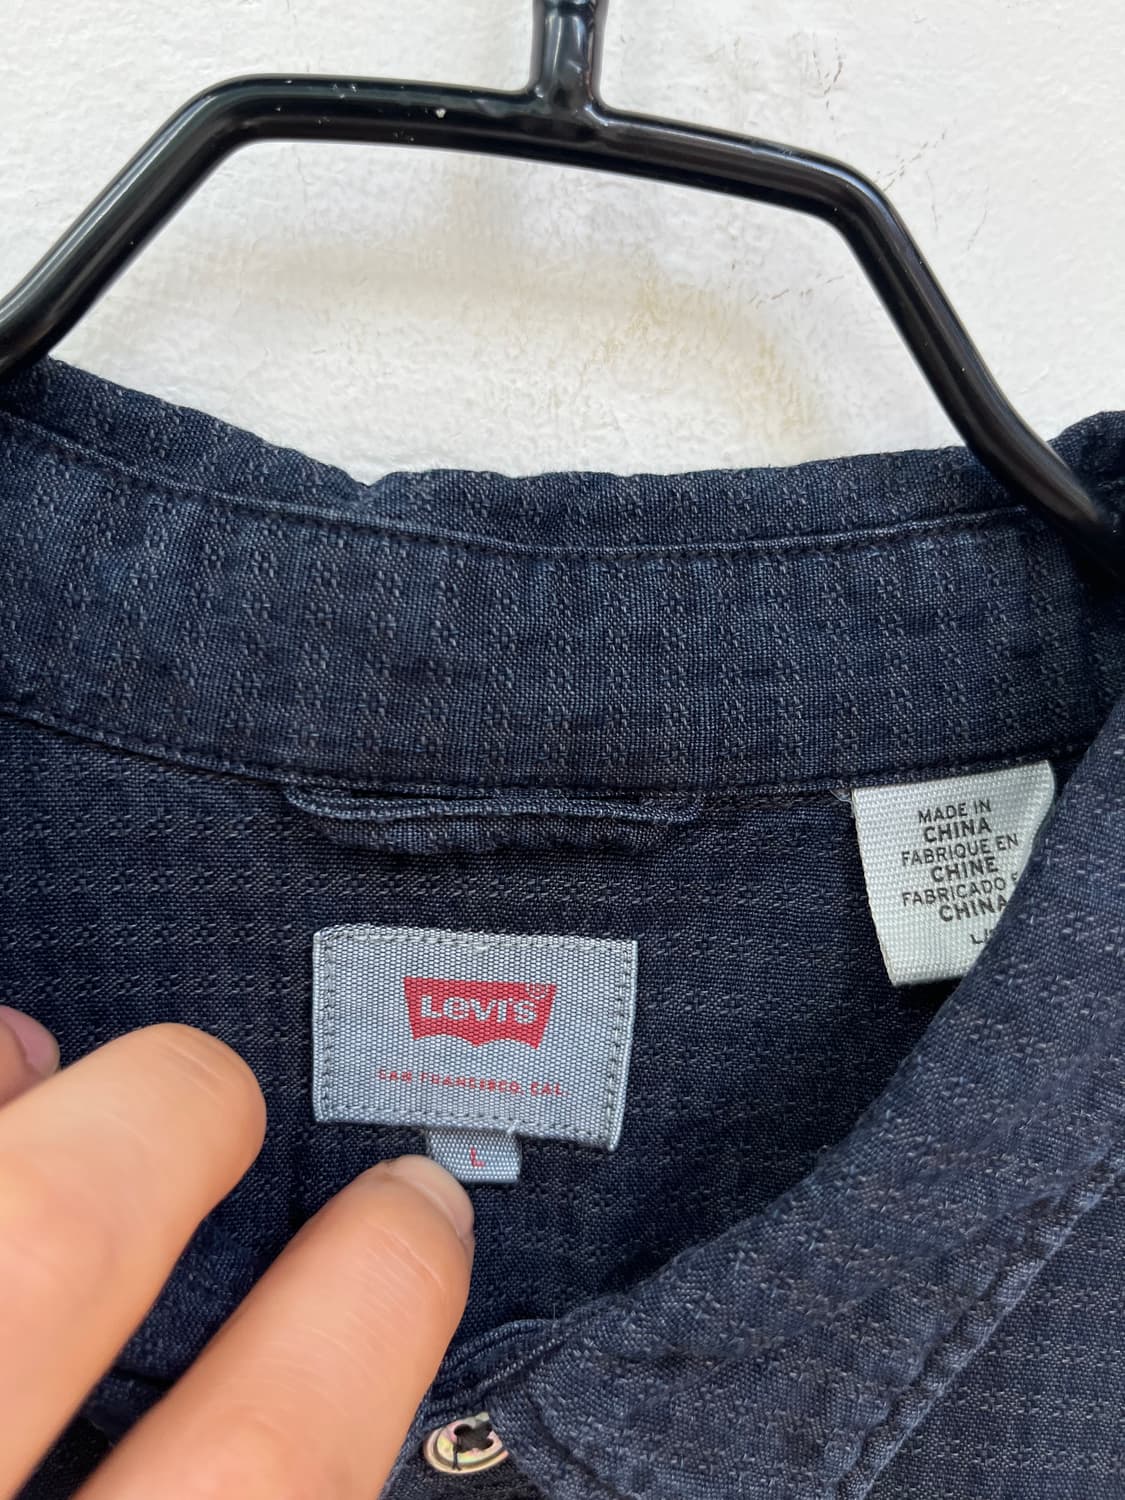 LEVI'S
SAN FRANCISCO, CAL.
L
MADE IN
CHINA
FABRIQUE EN
CHINE
FABRICADO
CHINA